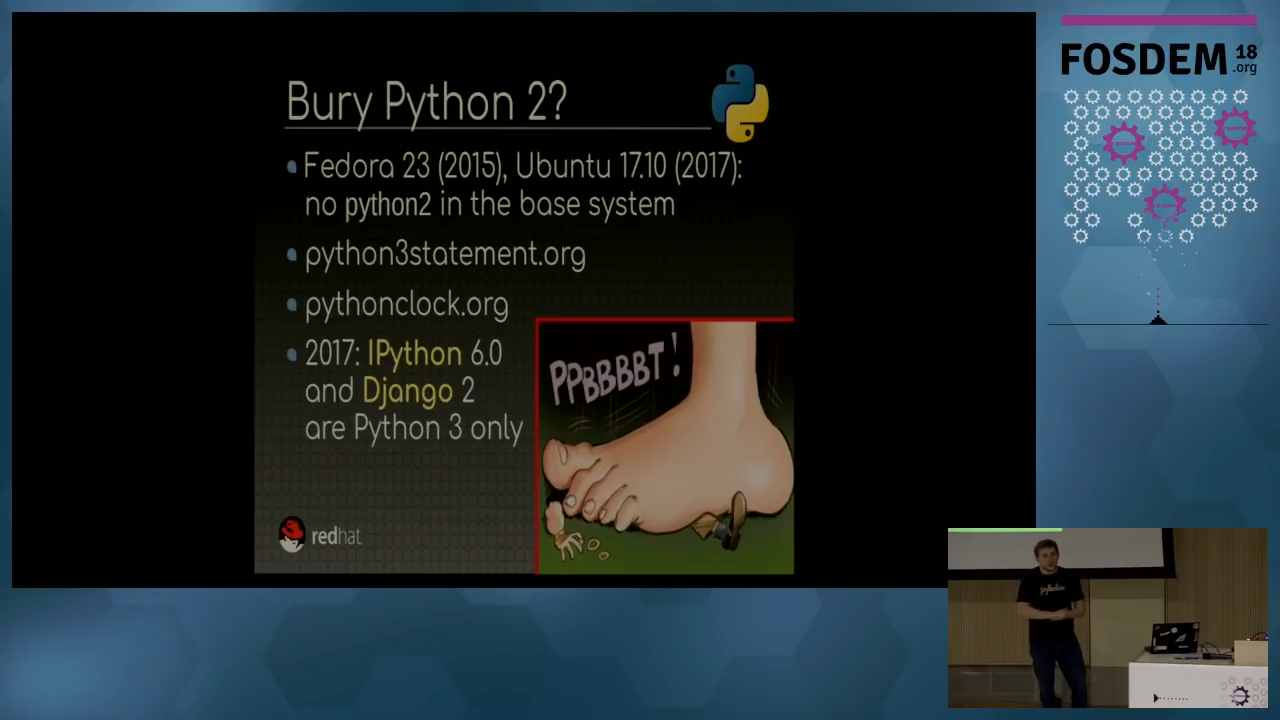 Bury Python 2?
Fedora 23 (2015), Ubuntu 17.10 (2017):
no python2 in the base system
python3statement.org
pythonclock.org
2017: IPython 6.0
and Django 2
are Python 3 only
PPBBBBT!
redhat
FOSDEM 18
.org